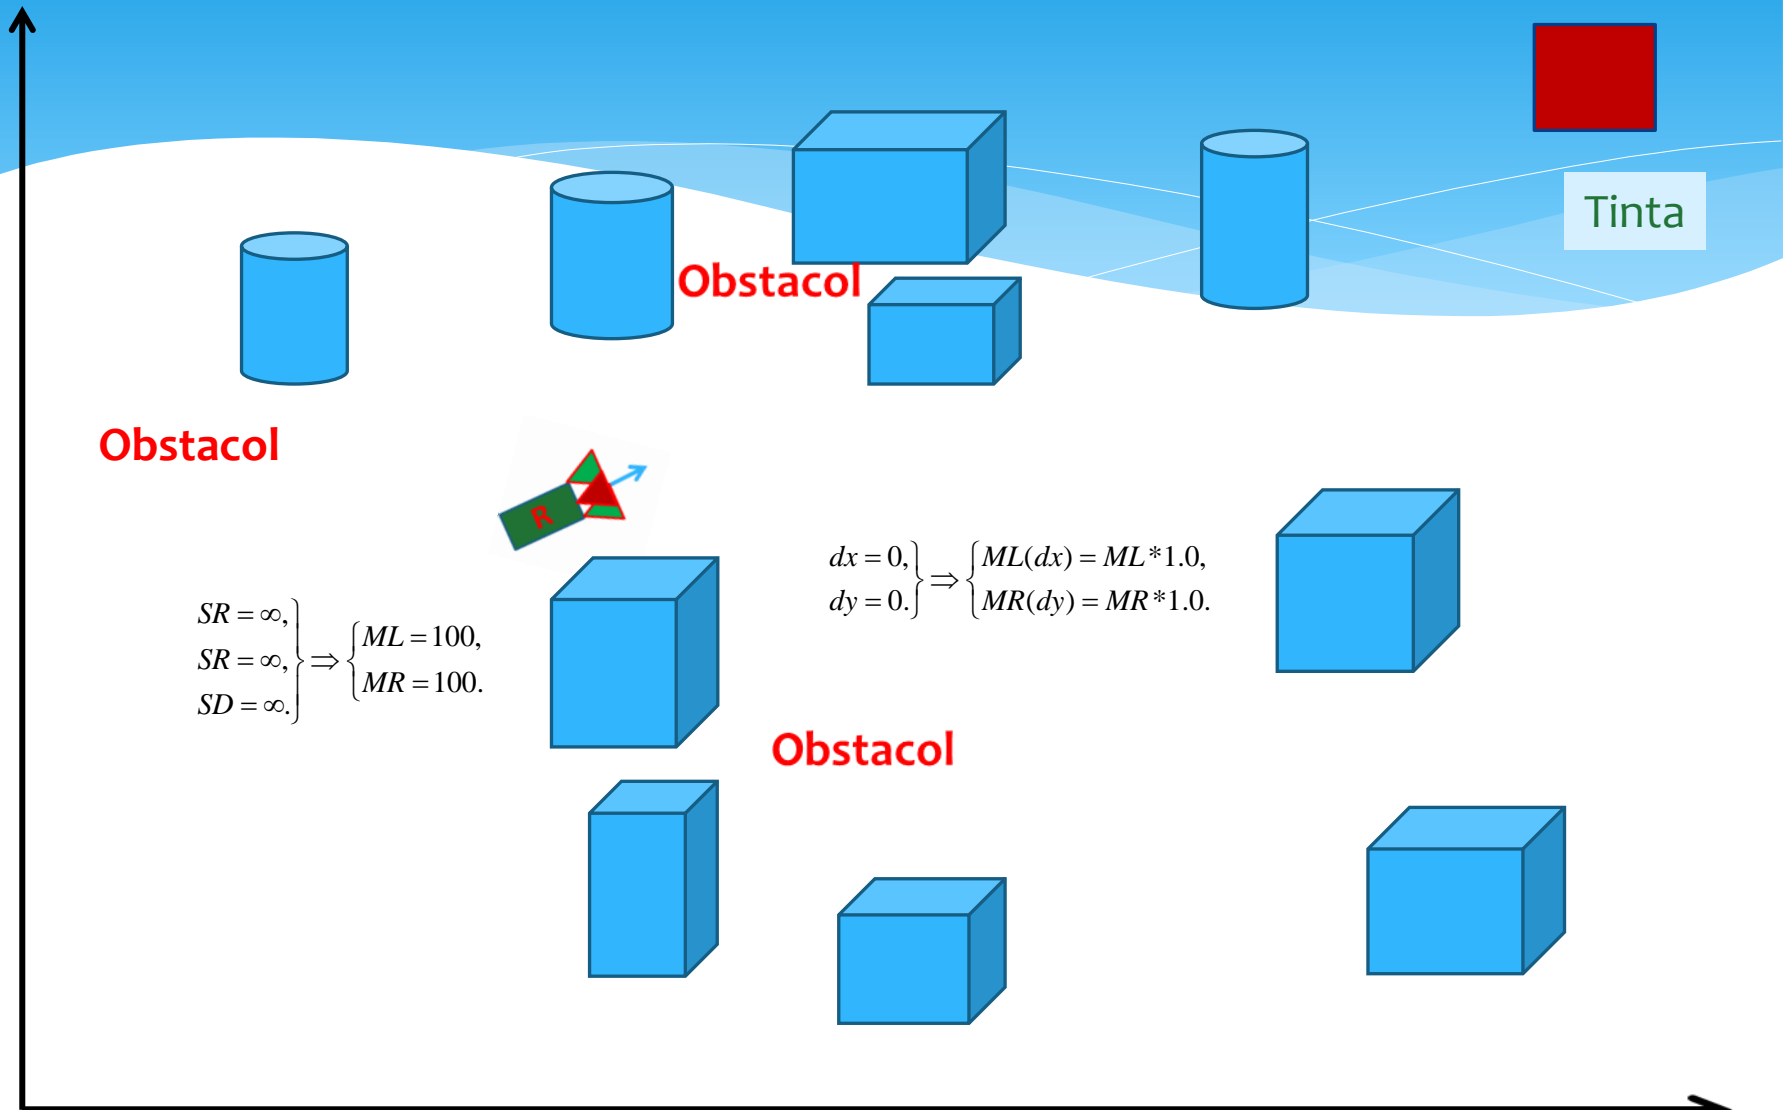 Tinta
Obstacol
Obstacol
R
dx = 0,
dy = 0.} ⇒ {ML(dx) = ML*1.0,
MR(dy) = MR*1.0.
SR = ∞,
SR = ∞,
SD = ∞.} ⇒ {ML = 100,
MR = 100.
Obstacol